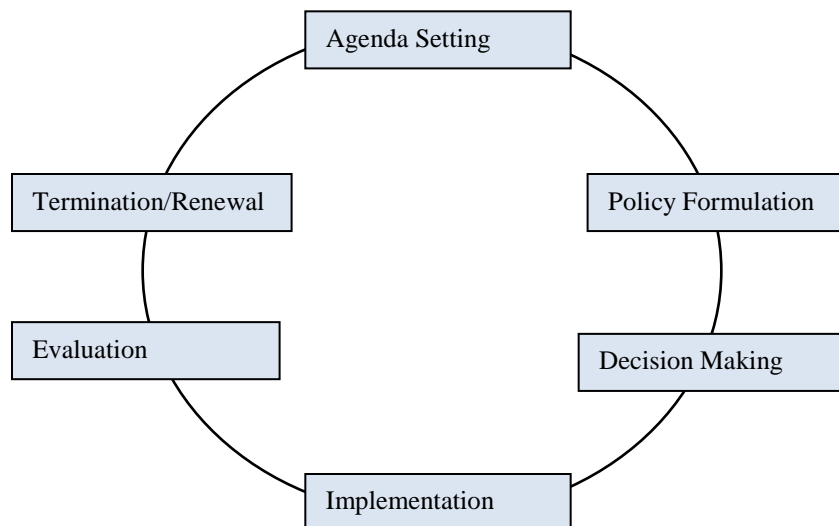 Agenda Setting
Termination/Renewal
Policy Formulation
Evaluation
Decision Making
Implementation